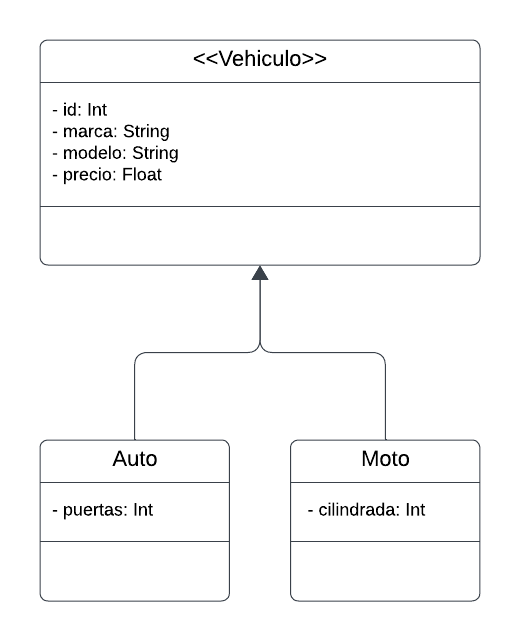 <<Vehiculo>>
- id: Int
- marca: String
- modelo: String
- precio: Float
Auto
- puertas: Int
Moto
- cilindrada: Int